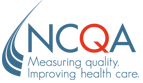 NCQA
Measuring quality.
Improving health care.